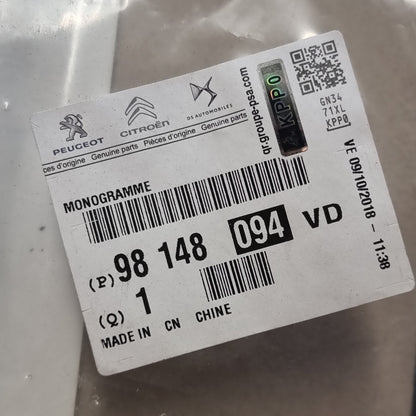 PEUGEOT
CITROËN
DS AUTOMOBILES
ces d'origine Genuine parts Pièces d'origine Genuine parts
MONOGRAMME
(P) 98 148 094 VD
(Q) 1
MADE IN CN CHINE
qr.groupe-psa.com
KPP0
GN34
71XL
KPP0
VE 09/10/2018 - 11:38